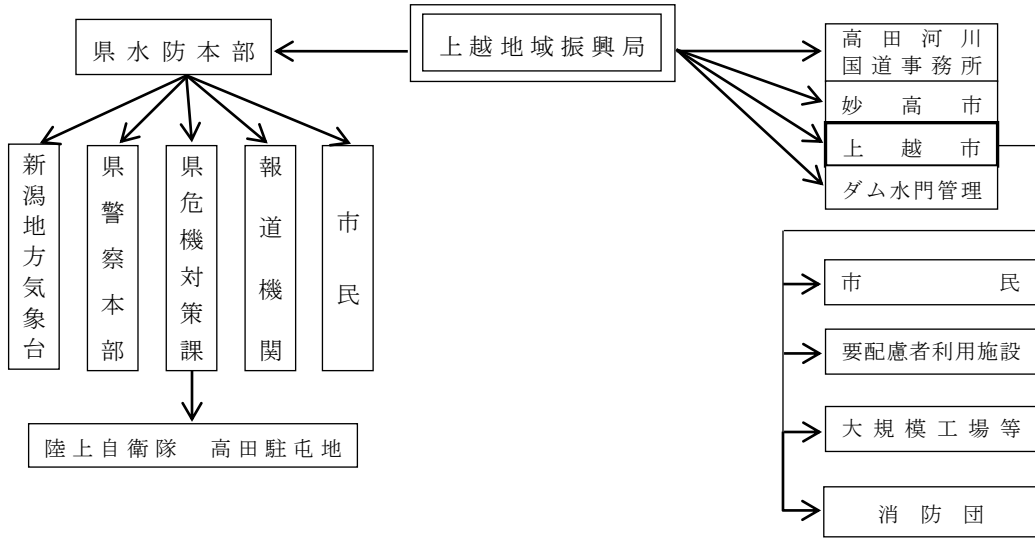 上越地域振興局
県水防本部
高田河川
国道事務所
妙高市
上越市
ダム水門管理
新潟地方気象台
県警察本部
県危機対策課
報道機関
市民
陸上自衛隊 高田駐屯地
市民
要配慮者利用施設
大規模工場等
消防団